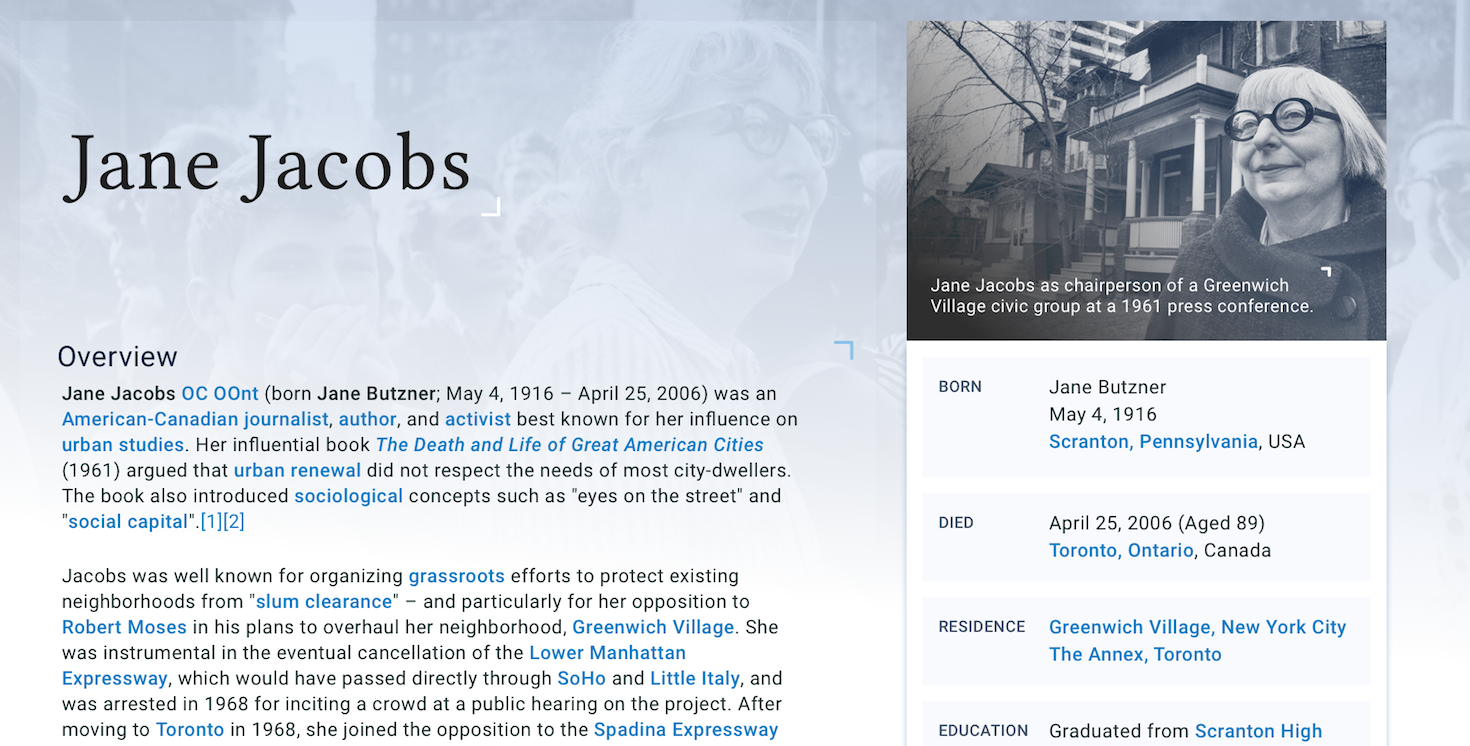 Jane Jacobs
Overview
Jane Jacobs OC OOnt (born Jane Butzner; May 4, 1916 – April 25, 2006) was an
American-Canadian journalist, author, and activist best known for her influence on
urban studies. Her influential book The Death and Life of Great American Cities
(1961) argued that urban renewal did not respect the needs of most city-dwellers.
The book also introduced sociological concepts such as "eyes on the street" and
"social capital".[1][2]
Jacobs was well known for organizing grassroots efforts to protect existing
neighborhoods from "slum clearance" – and particularly for her opposition to
Robert Moses in his plans to overhaul her neighborhood, Greenwich Village. She
was instrumental in the eventual cancellation of the Lower Manhattan
Expressway, which would have passed directly through SoHo and Little Italy, and
was arrested in 1968 for inciting a crowd at a public hearing on the project. After
moving to Toronto in 1968, she joined the opposition to the Spadina Expressway
Jane Jacobs as chairperson of a Greenwich
Village civic group at a 1961 press conference.
BORN Jane Butzner
May 4, 1916
Scranton, Pennsylvania, USA
DIED April 25, 2006 (Aged 89)
Toronto, Ontario, Canada
RESIDENCE Greenwich Village, New York City
The Annex, Toronto
EDUCATION Graduated from Scranton High